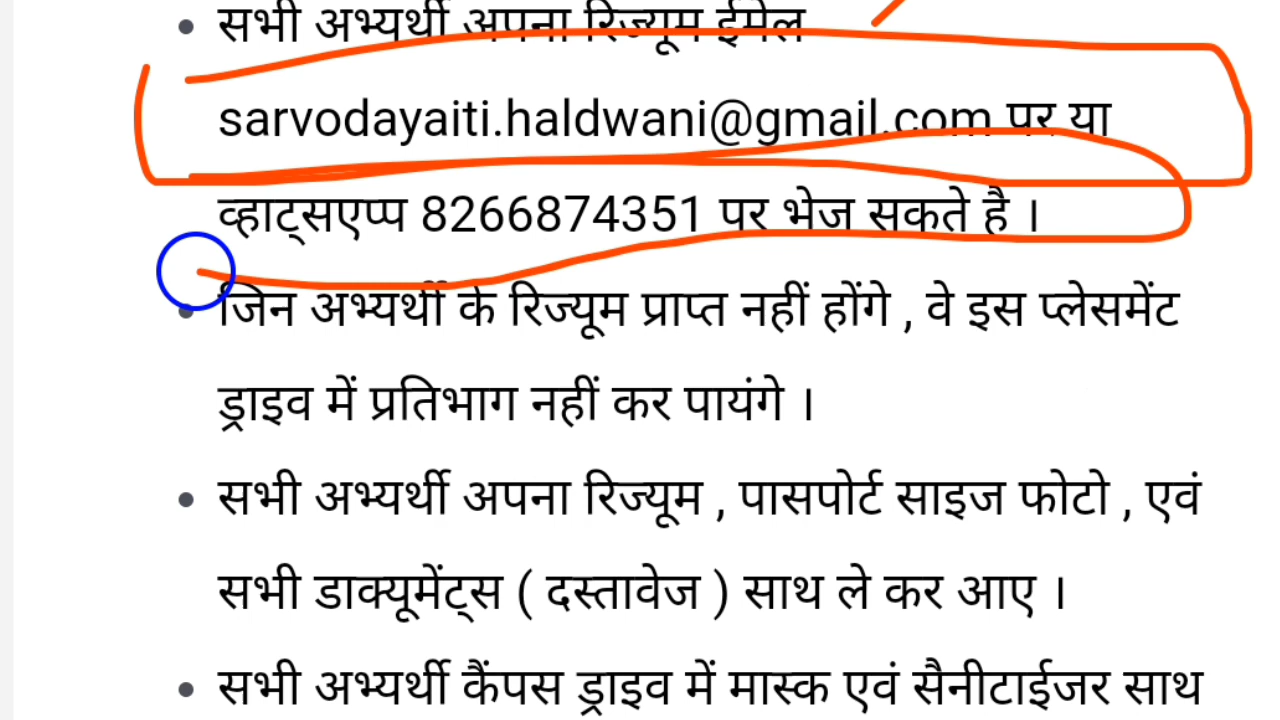 सभी अभ्यर्थी अपना रिज्यूम ईमेल
sarvodayaiti.haldwani@gmail.com पर या
व्हाट्सएप्प 8266874351 पर भेज सकते है ।
जिन अभ्यर्थी के रिज्यूम प्राप्त नहीं होंगे , वे इस प्लेसमेंट
ड्राइव में प्रतिभाग नहीं कर पायंगे ।
सभी अभ्यर्थी अपना रिज्यूम , पासपोर्ट साइज फोटो , एवं
सभी डाक्यूमेंट्स ( दस्तावेज ) साथ ले कर आए ।
सभी अभ्यर्थी कैंपस ड्राइव में मास्क एवं सैनीटाईजर साथ